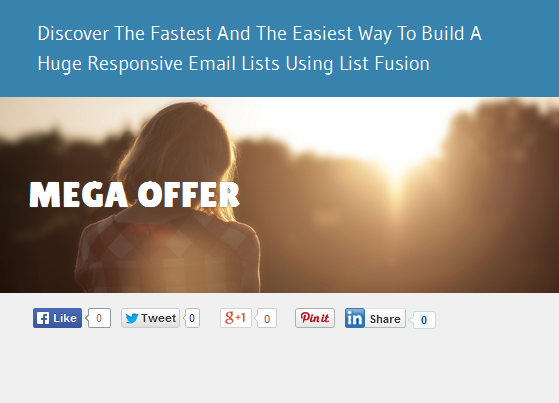 Discover The Fastest And The Easiest Way To Build A
Huge Responsive Email Lists Using List Fusion
MEGA OFFER
Like 0 Tweet 0 g+1 0 Pin it in Share 0